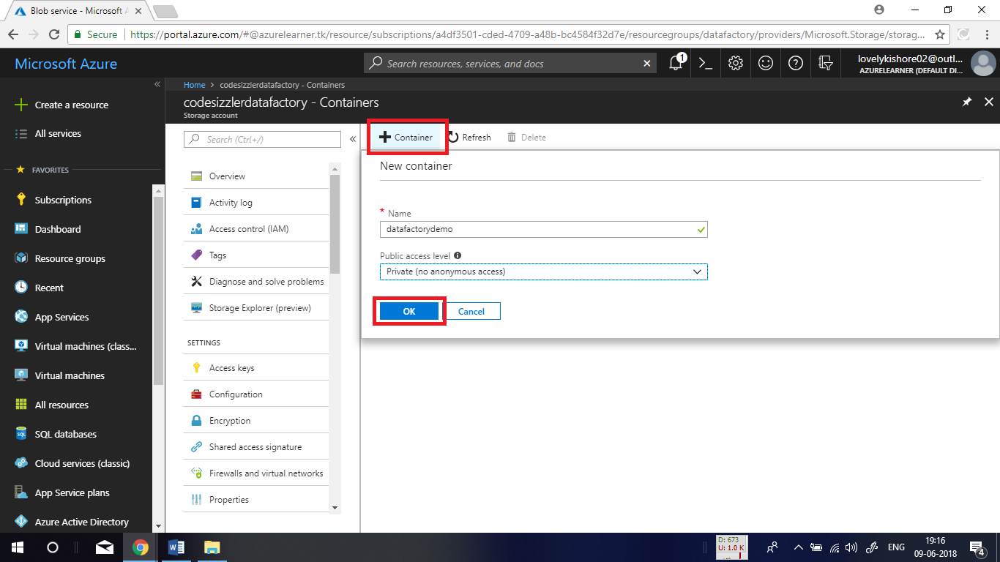 Blob service - Microsoft A
Secure
https://portal.azure.com/#@azurelearner.tk/resource/subscriptions/a4df3501-cded-4709-a48b-bc4584f32d7e/resourcegroups/datafactory/providers/Microsoft.Storage/storag...
Microsoft Azure
Search resources, services, and docs
1
lovelykishore02@outl...
AZURELEARNER (DEFAULT DI...
Create a resource
All services
FAVORITES
Subscriptions
Dashboard
Resource groups
Recent
App Services
Virtual machines (class...
Virtual machines
All resources
SQL databases
Cloud services (classic)
App Service plans
Azure Active Directory
Home > codesizzlerdatafactory - Containers
codesizzlerdatafactory - Containers
Storage account
Search (Ctrl+/)
Overview
Activity log
Access control (IAM)
Tags
Diagnose and solve problems
Storage Explorer (preview)
SETTINGS
Access keys
Configuration
Encryption
Shared access signature
Firewalls and virtual networks
Properties
Container
Refresh
Delete
New container
* Name
datafactorydemo
Public access level
Private (no anonymous access)
OK
Cancel
D: 673
U: 1.0 K
ENG
19:16
09-06-2018
4